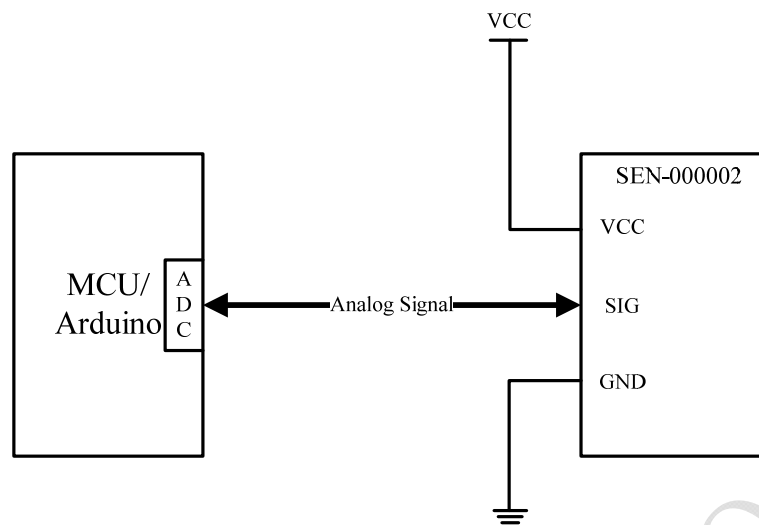 VCC
SEN-000002
VCC
MCU/
Arduino
A
D
C
Analog Signal
SIG
GND